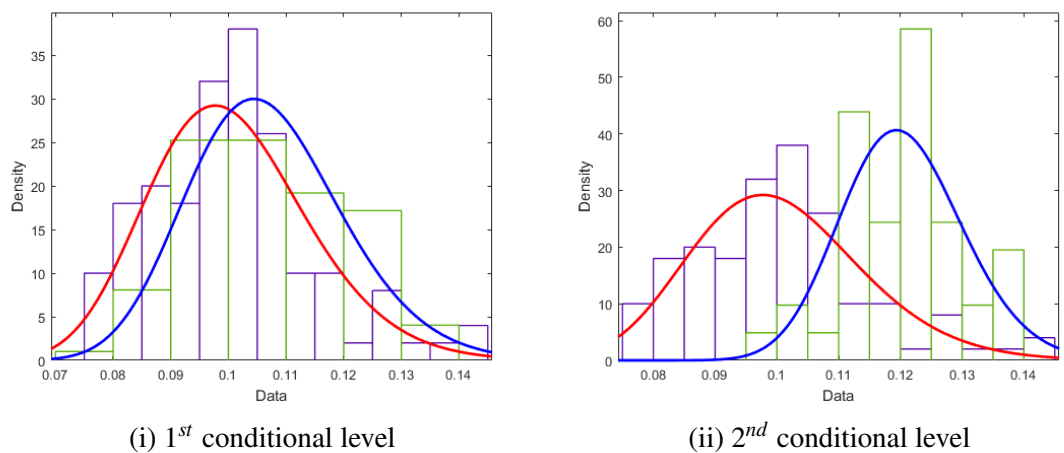 35
30
25
20
15
10
5
0
Density
0.07 0.08 0.09 0.1 0.11 0.12 0.13 0.14
Data
(i) 1st conditional level
60
50
40
30
20
10
0
Density
0.08 0.09 0.1 0.11 0.12 0.13 0.14
Data
(ii) 2nd conditional level